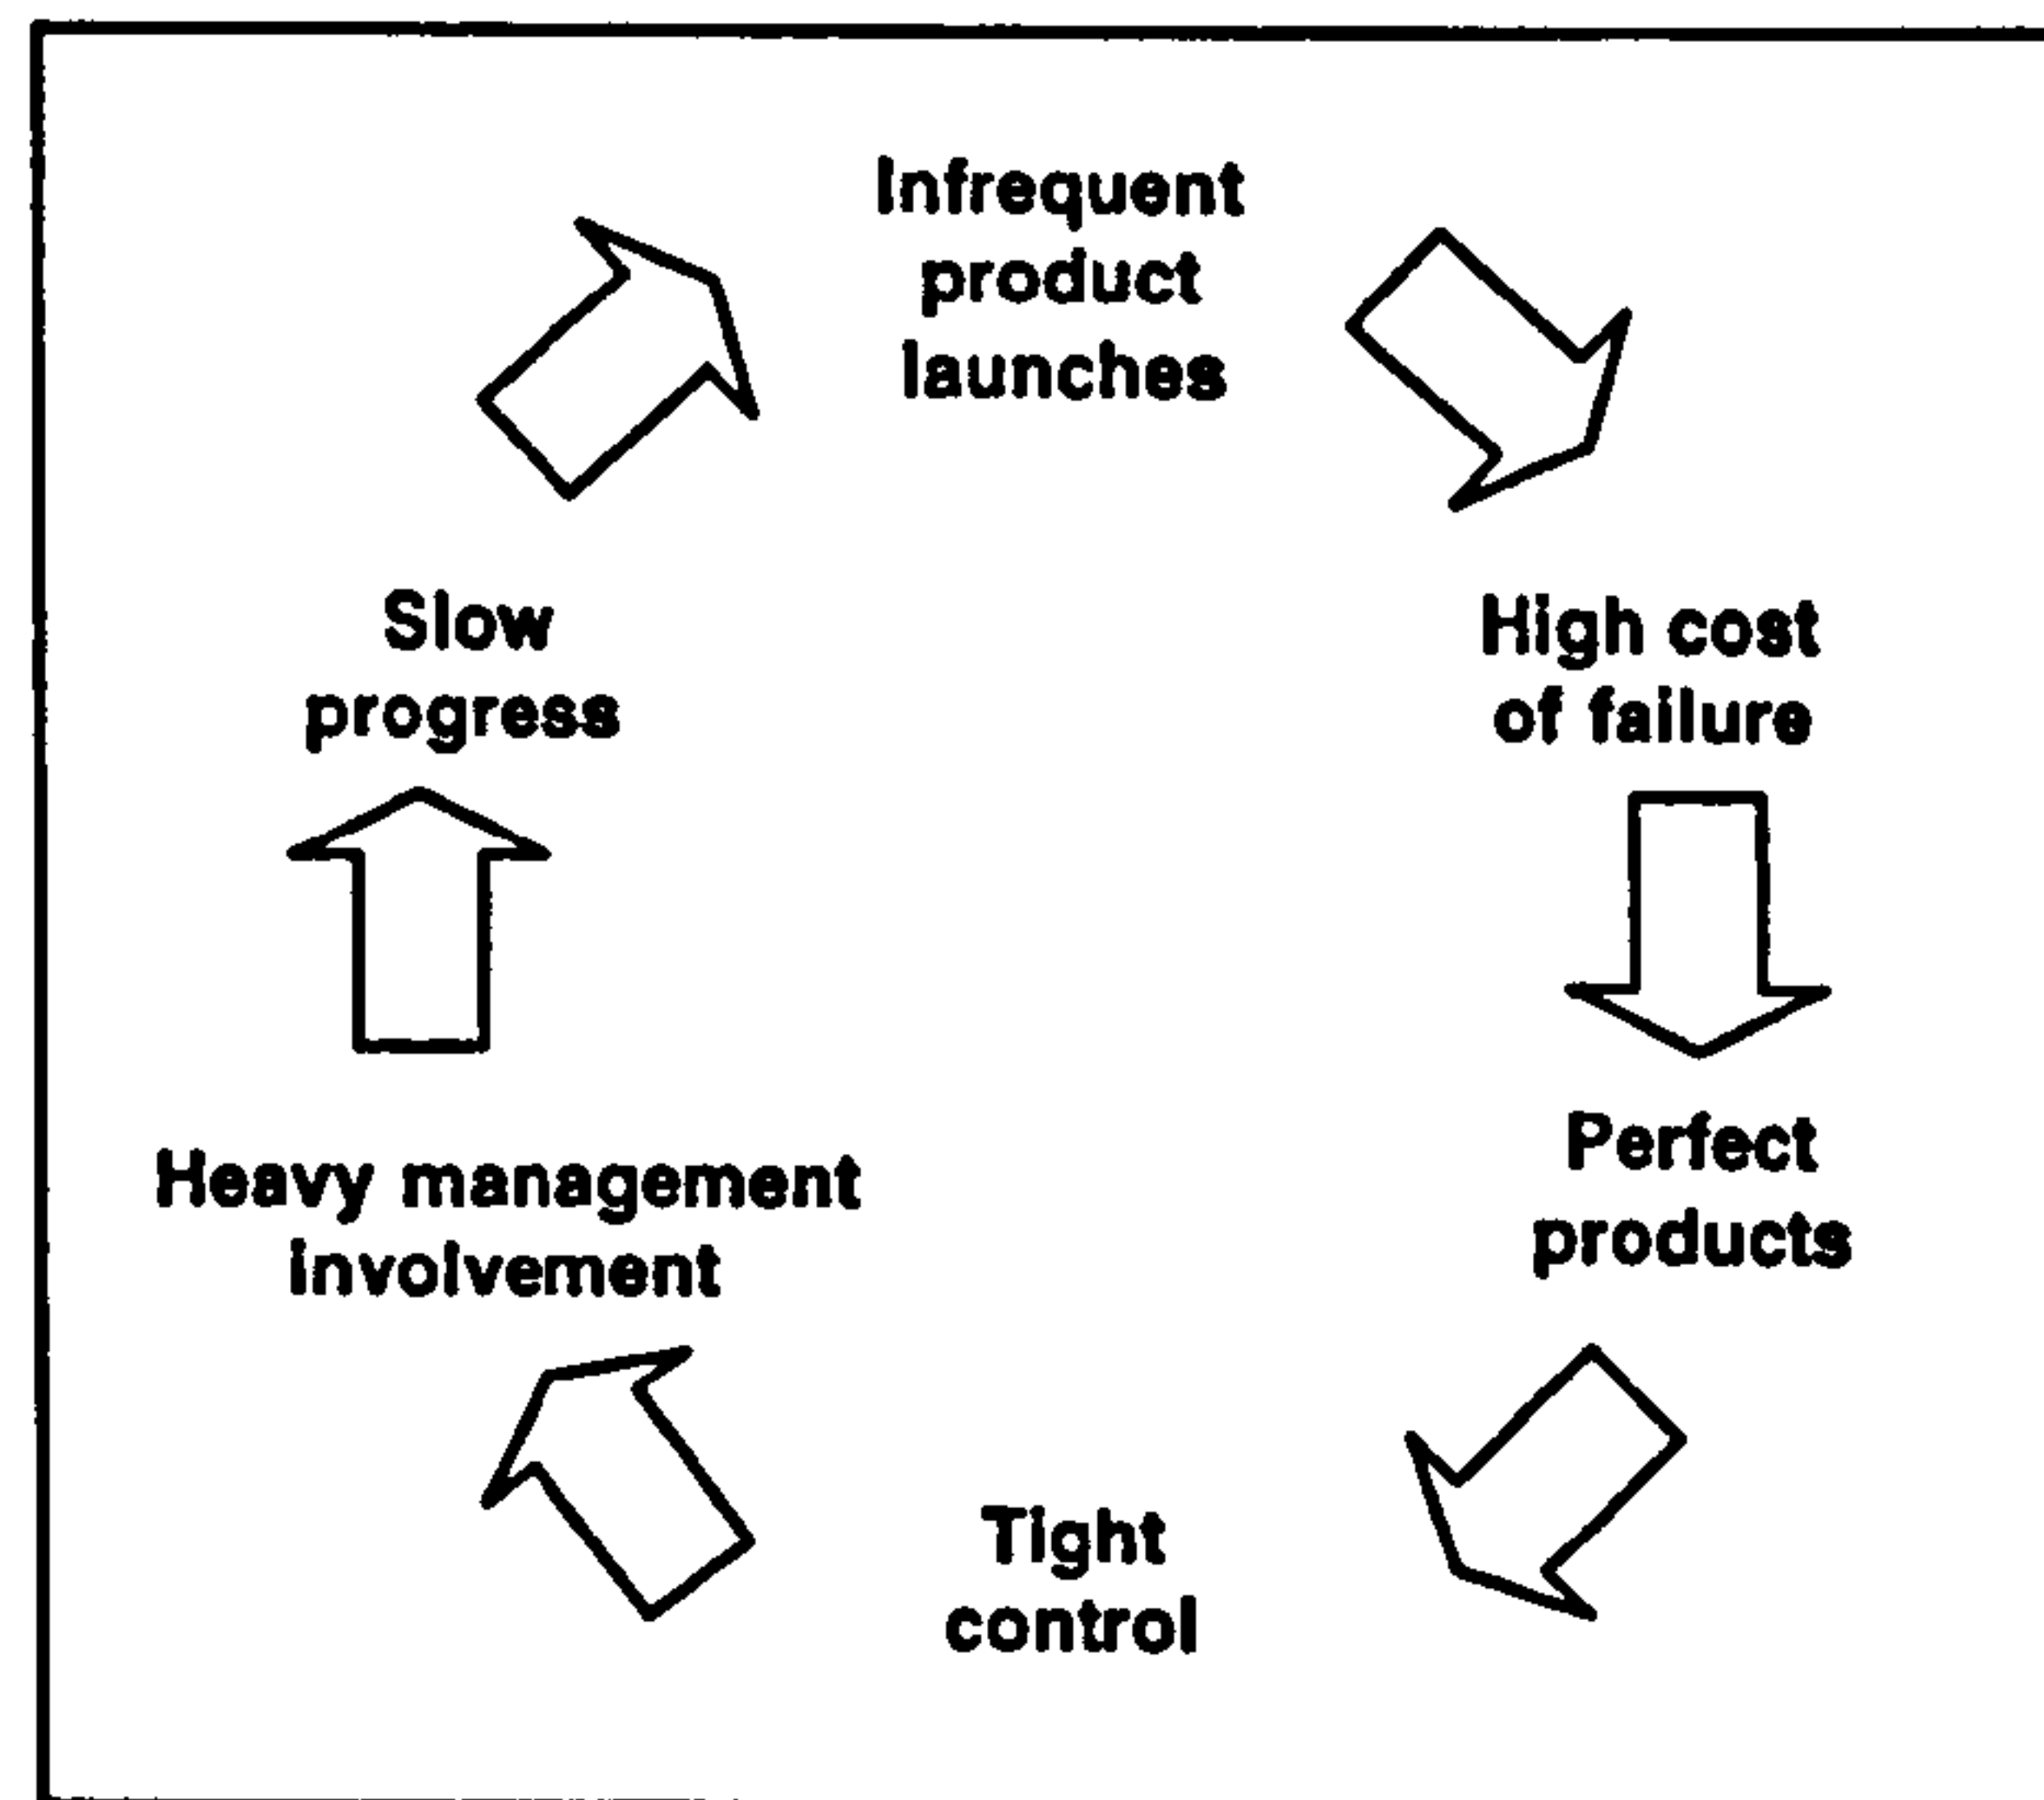 Infrequent
product
launches
High cost
of failure
Perfect
products
Tight
control
Heavy management
involvement
Slow
progress